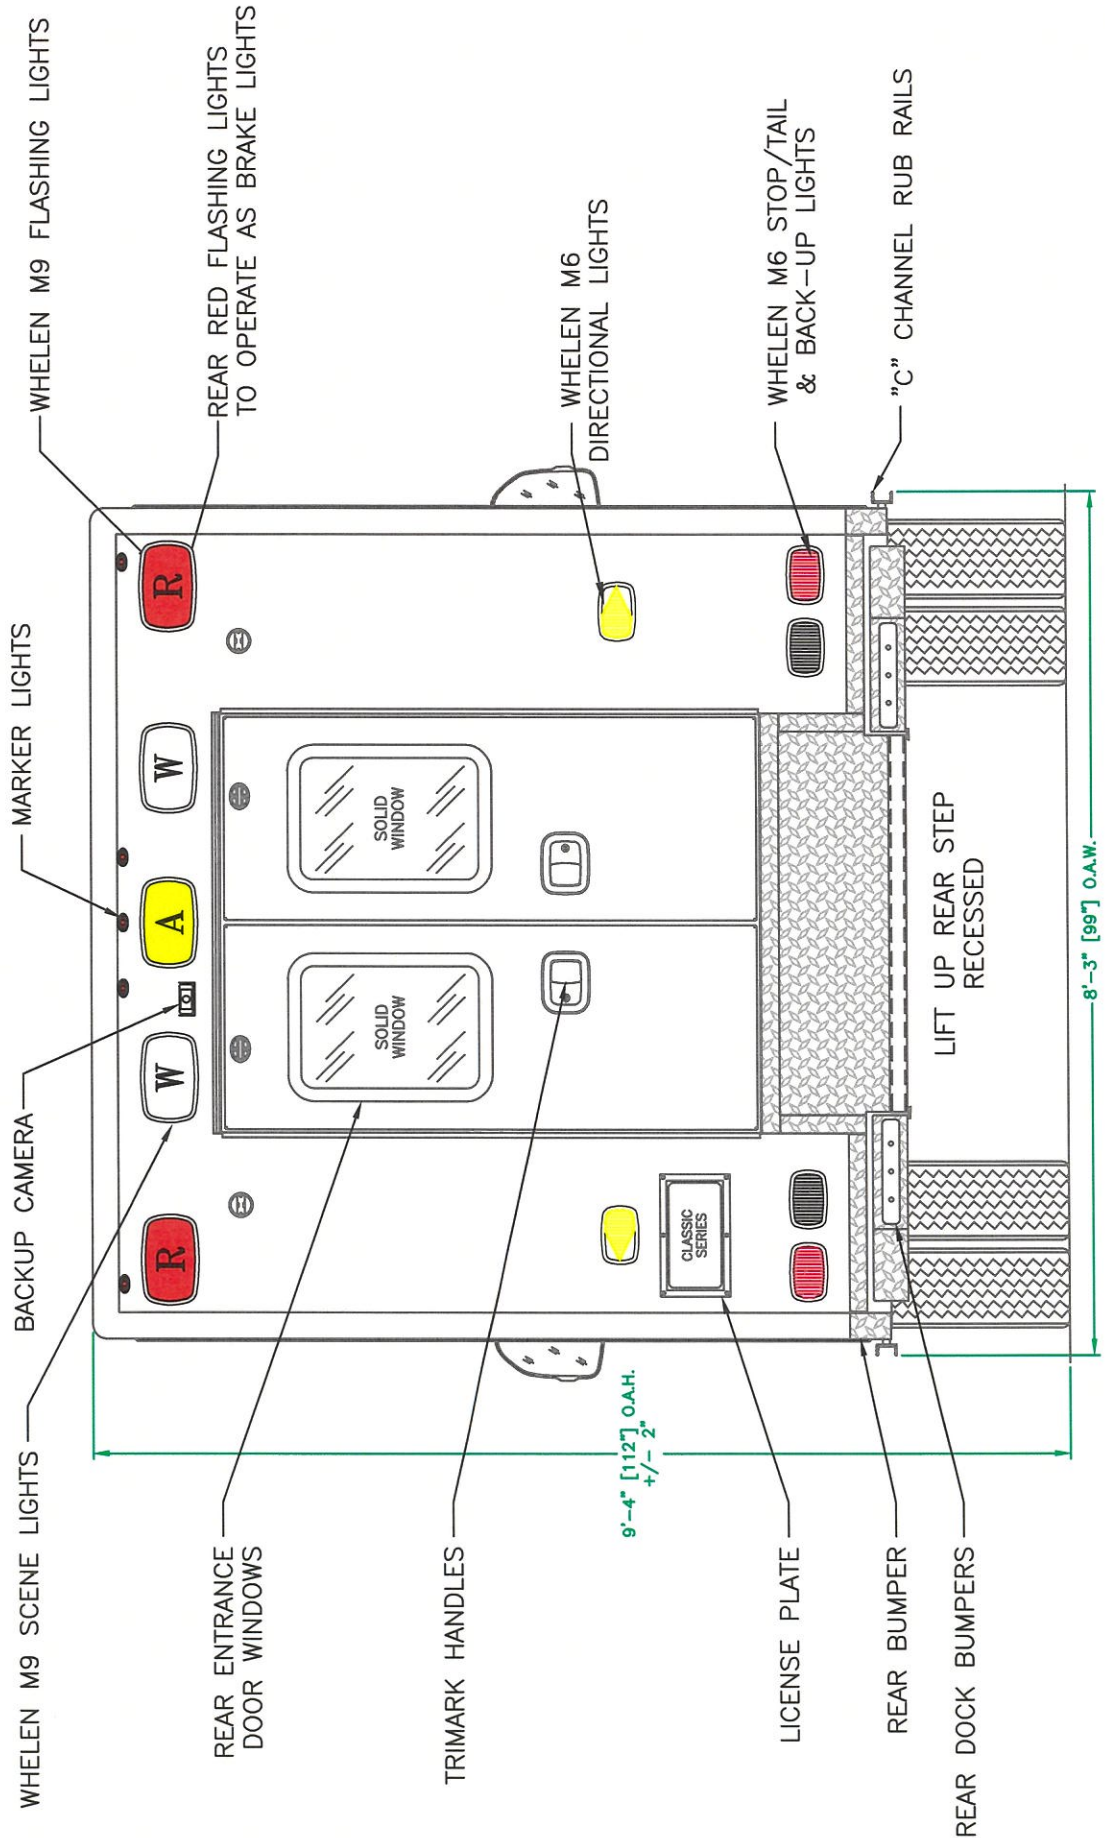 WHELEN M9 SCENE LIGHTS
BACKUP CAMERA
MARKER LIGHTS
WHELEN M9 FLASHING LIGHTS
REAR RED FLASHING LIGHTS
TO OPERATE AS BRAKE LIGHTS
R
W
A
W
R
REAR ENTRANCE
DOOR WINDOWS
SOLID
WINDOW
SOLID
WINDOW
TRIMARK HANDLES
WHELEN M6
DIRECTIONAL LIGHTS
9'-4" [112"] O.A.H.
+/- 2"
CLASSIC
SERIES
LICENSE PLATE
WHELEN M6 STOP/TAIL
& BACK-UP LIGHTS
REAR BUMPER
"C" CHANNEL RUB RAILS
REAR DOCK BUMPERS
LIFT UP REAR STEP
RECESSED
8'-3" [99"] O.A.W.